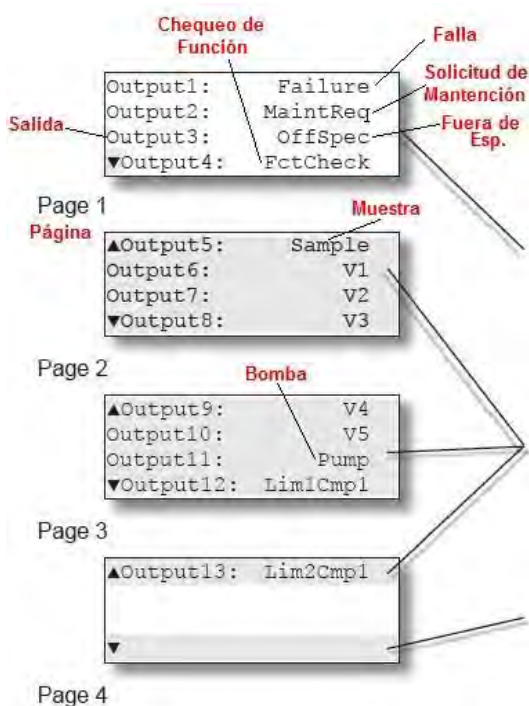 Chequeo de
Función
Falla
Solicitud de
Mantención
Fuera de
Esp.
Salida
Output1: Failure
Output2: MaintReq
Output3: OffSpec
▼Output4: FctCheck
Page 1
Página
Muestra
▲Output5: Sample
Output6: V1
Output7: V2
▼Output8: V3
Page 2
Bomba
▲Output9: V4
Output10: V5
Output11: Pump
▼Output12: Lim1Cmp1
Page 3
▲Output13: Lim2Cmp1
▼
Page 4